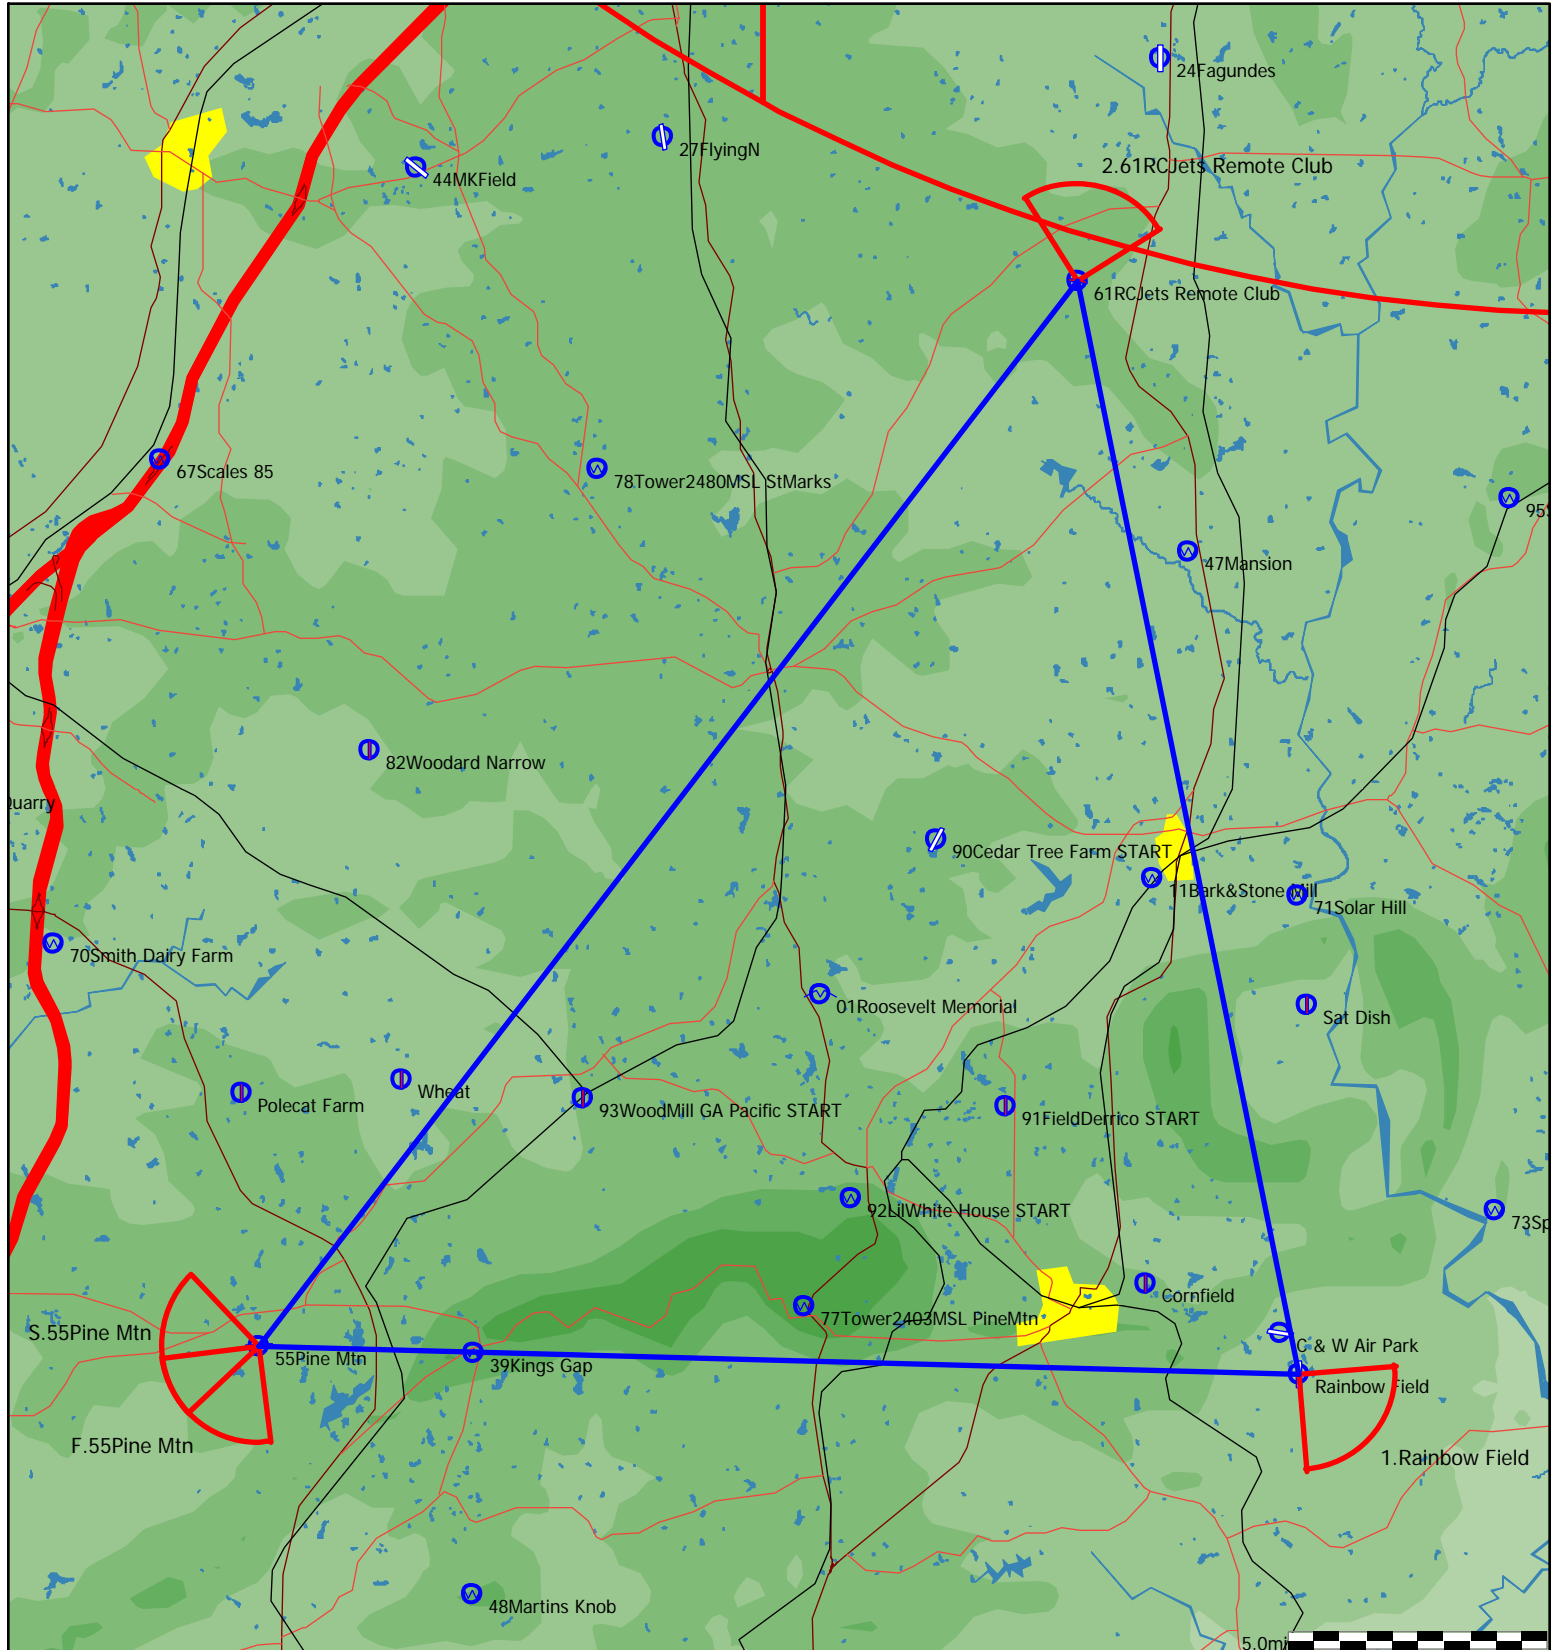 24Fagundes
27FlyingN
2.61RCJets Remote Club
44MKField
61RCJets Remote Club
67Scales 85
78Tower2480MSL StMarks
47Mansion
82Woodard Narrow
Quarry
90Cedar Tree Farm START
11Bark&Stone Mill
71Solar Hill
70Smith Dairy Farm
01Roosevelt Memorial
Sat Dish
Polecat Farm
Wheat
93WoodMill GA Pacific START
91FieldDerrico START
92LilWhite House START
73Sp
Cornfield
77Tower2403MSL PineMtn
S.55Pine Mtn
55Pine Mtn
39Kings Gap
C & W Air Park
Rainbow Field
F.55Pine Mtn
1.Rainbow Field
48Martins Knob
5.0mi